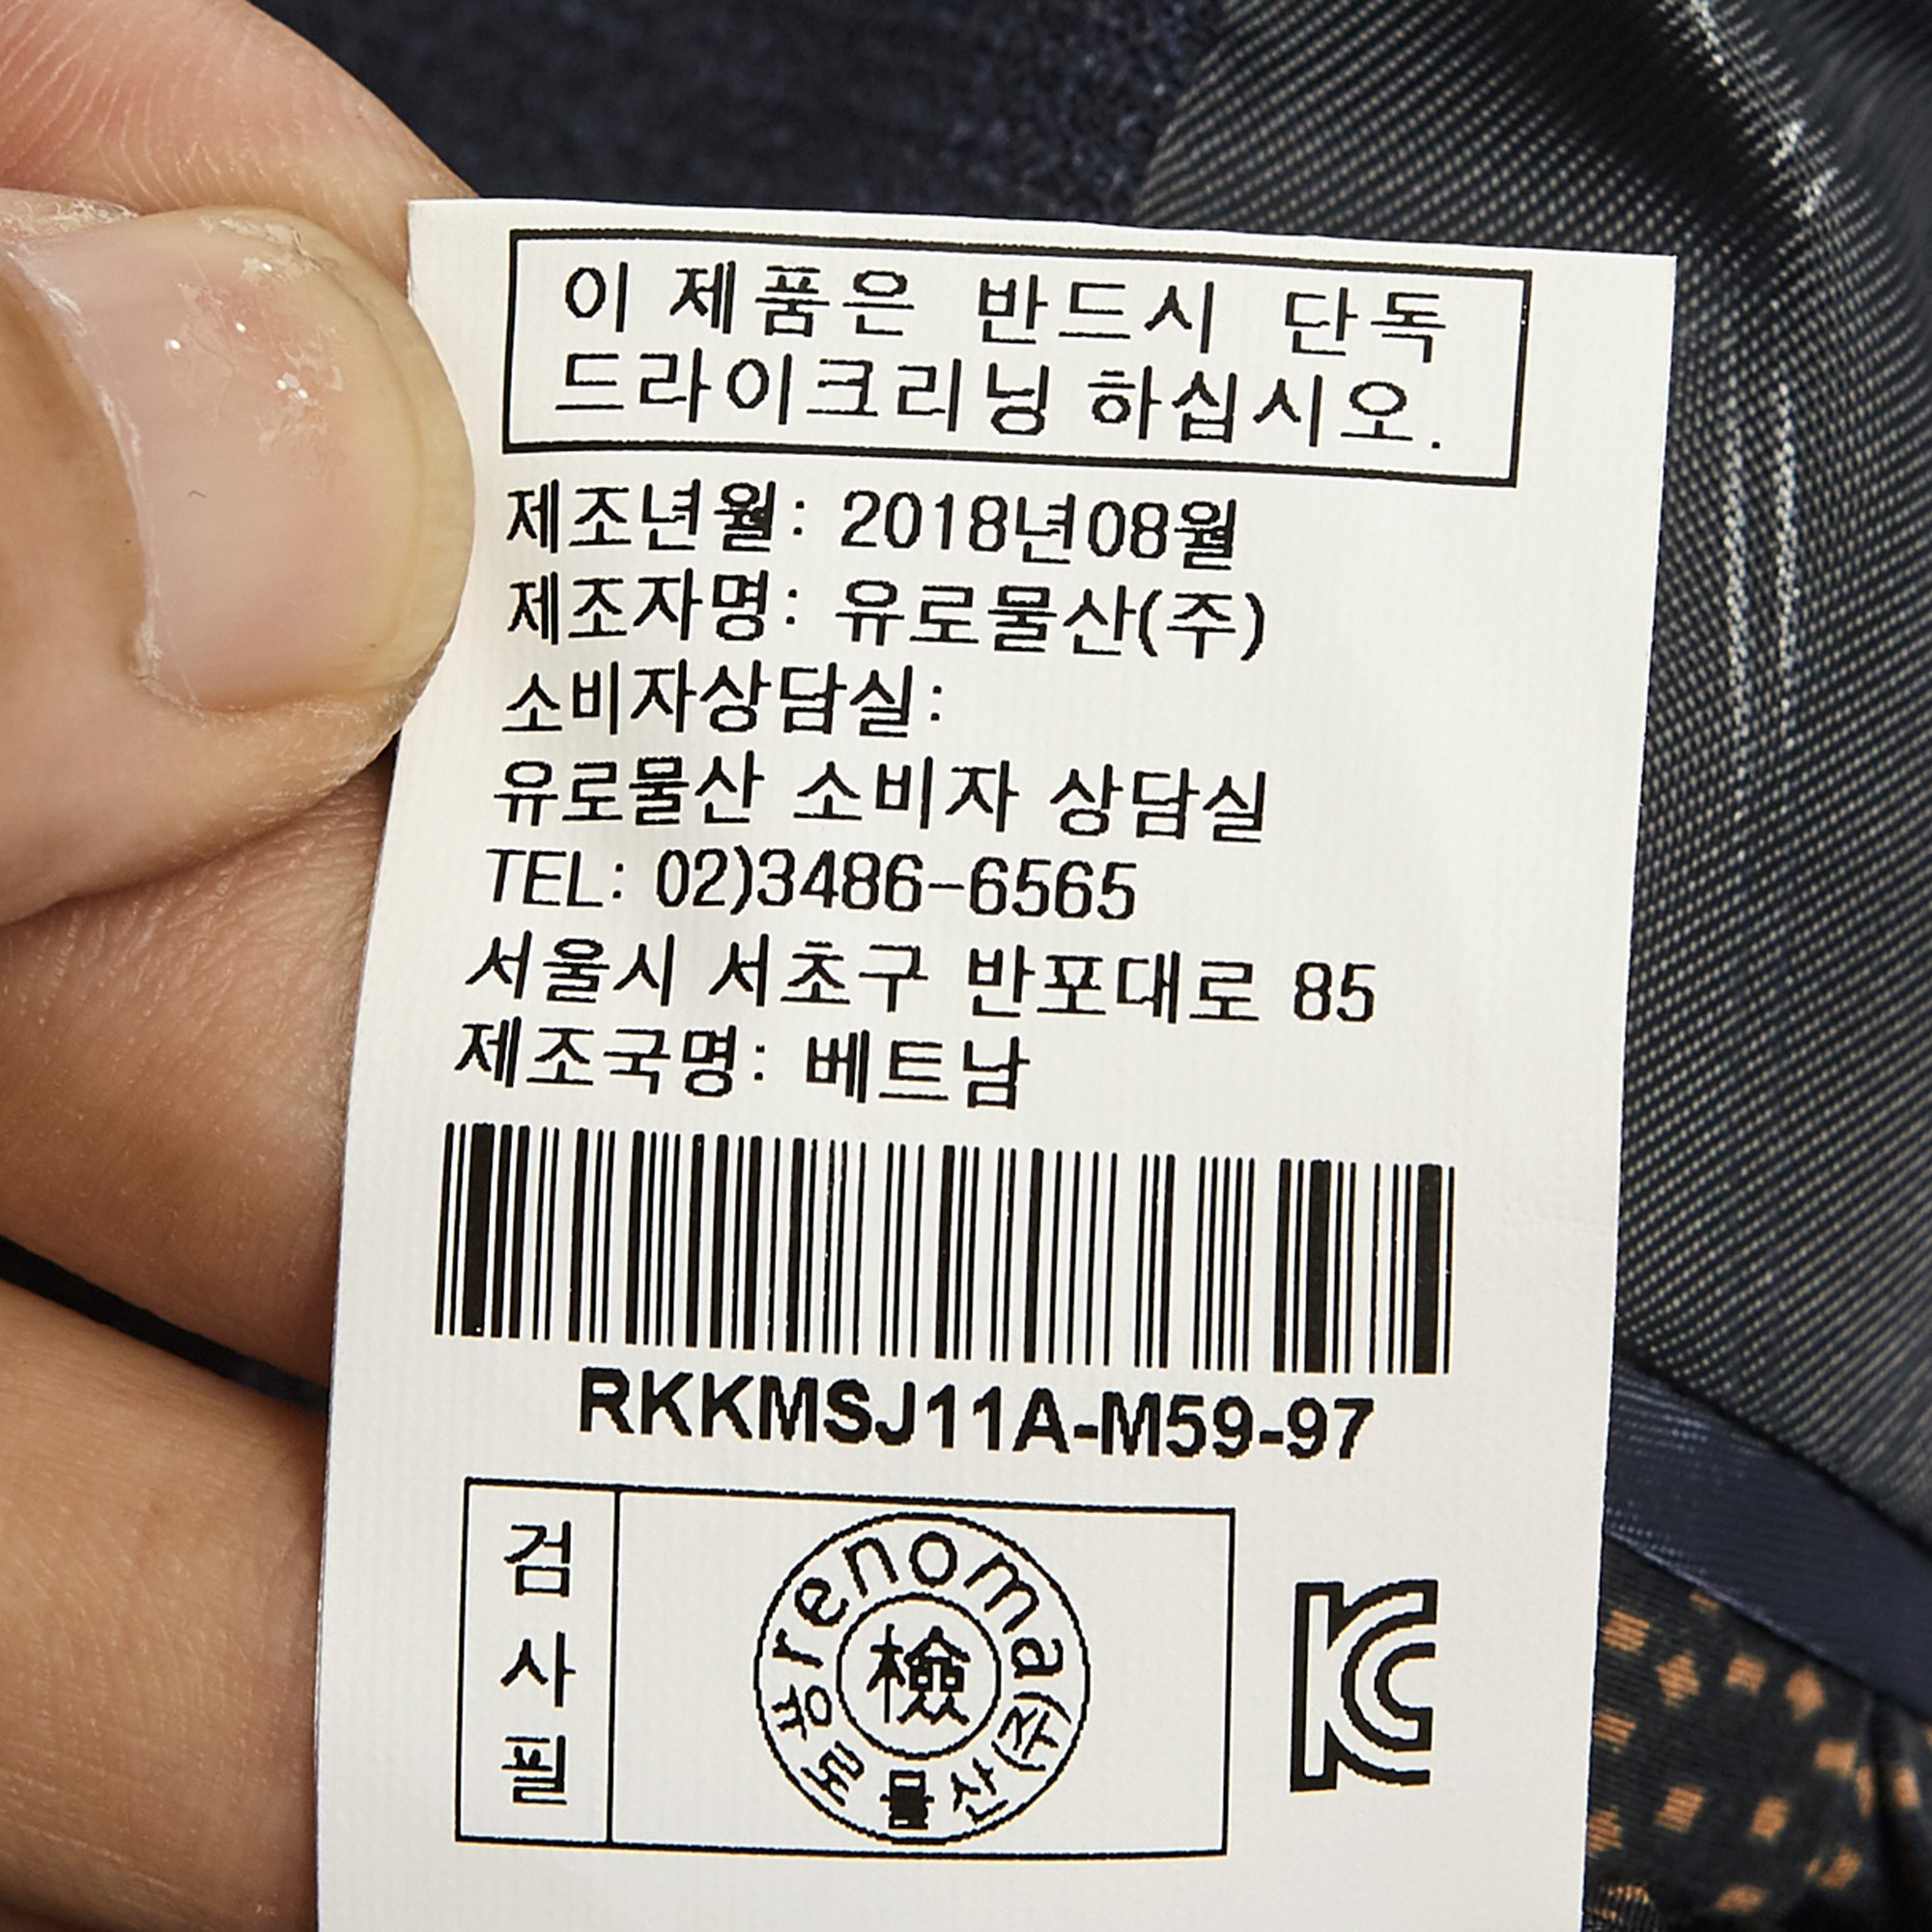 이 제품은 반드시 단독
드라이크리닝 하십시오.
제조년월: 2018년08월
제조자명: 유로물산(주)
소비자상담실:
유로물산 소비자 상담실
TEL: 02)3486-6565
서울시 서초구 반포대로 85
제조국명: 베트남
RKKMSJ11A-M59-97
검
사
필
renoma
檢
유로물산(주)
KC